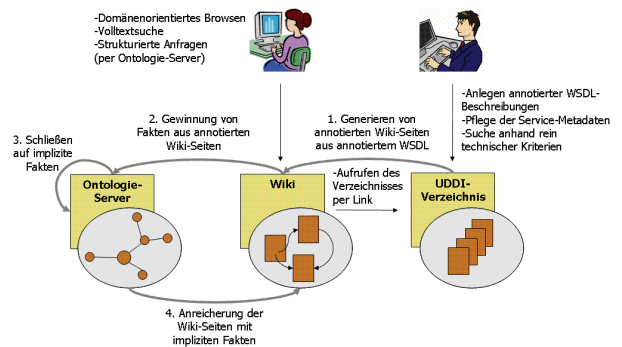 -Domänenorientiertes Browsen
-Volltextsuche
-Strukturierte Anfragen
(per Ontologie-Server)
-Anlegen annotierter WSDL-
Beschreibungen
-Pflege der Service-Metadaten
-Suche anhand rein
technischer Kriterien
3. Schließen
auf implizite
Fakten
2. Gewinnung von
Fakten aus annotierten
Wiki-Seiten
1. Generieren von
annotierten Wiki-Seiten
aus annotiertem WSDL
Ontologie-
Server
Wiki
-Aufrufen des
Verzeichnisses
per Link
UDDI-
Verzeichnis
4. Anreicherung der
Wiki-Seiten mit
impliziten Fakten